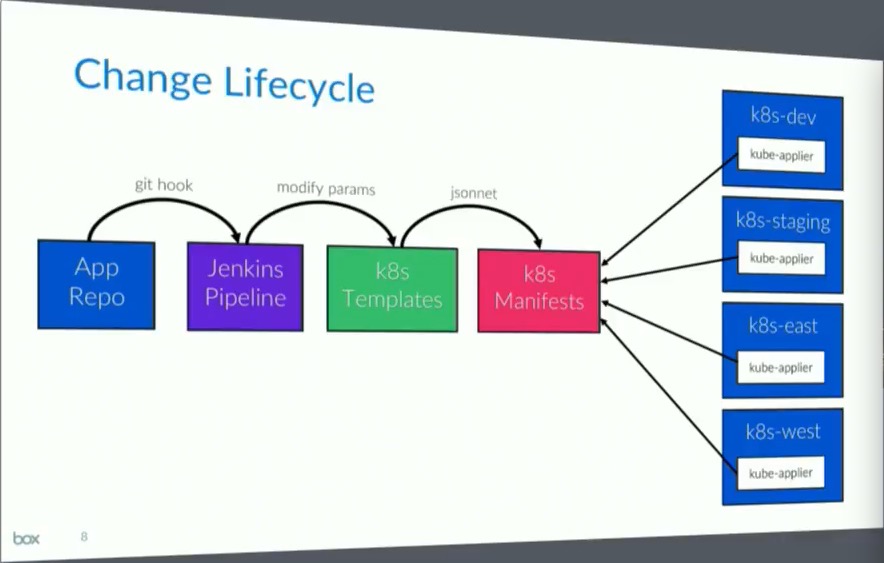 Change Lifecycle
git hook
modify params
jsonnet
App
Repo
Jenkins
Pipeline
k8s
Templates
k8s
Manifests
k8s-dev
kube-applier
k8s-staging
kube-applier
k8s-east
kube-applier
k8s-west
kube-applier
box
8